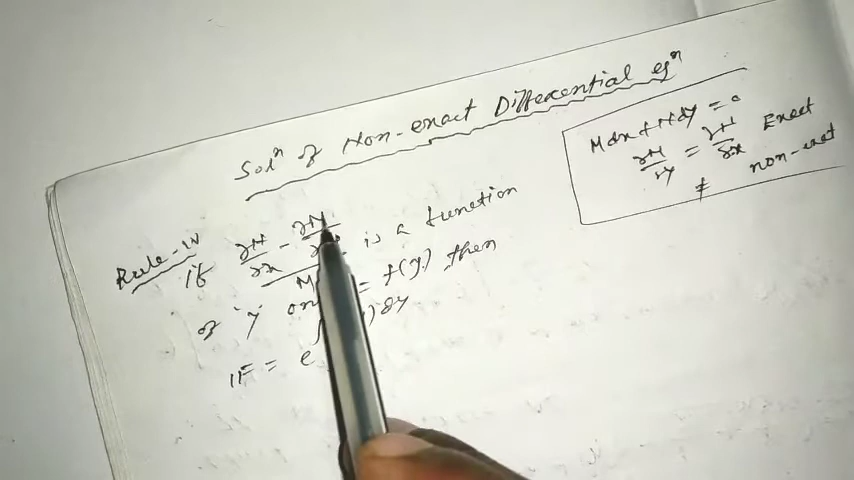 Solⁿ of Non-exact Differential eqⁿ
Mdx + Ndy = 0
∂M/∂y = ∂N/∂x Exact
≠ non-exact
Rule-IV
If ∂N/∂x - ∂M/ is a function
M
of 'y' = f(y) then
IF = e dy